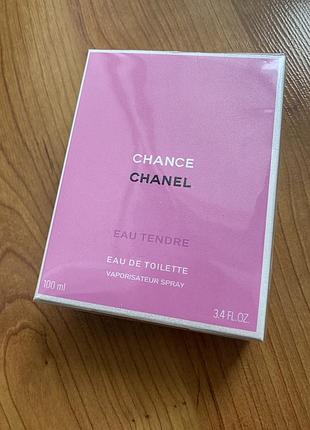 CHANCE
CHANEL
EAU TENDRE
EAU DE TOILETTE
VAPORISATEUR SPRAY
100 ml
3.4 FL.OZ.